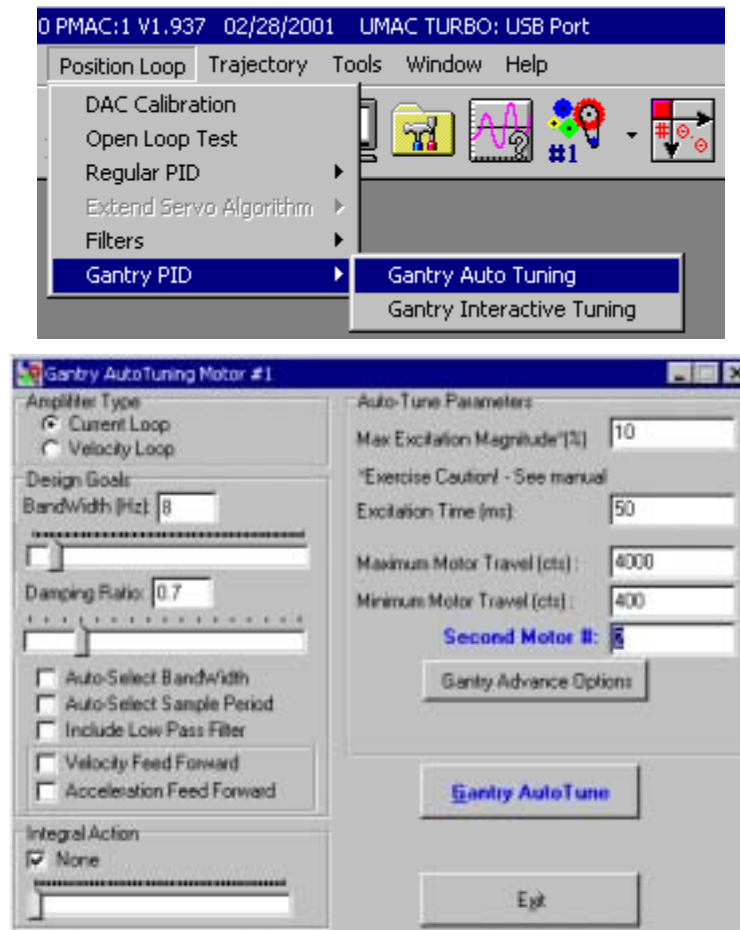 0 PMAC:1 V1.937 02/28/2001 UMAC TURBO: USB Port
Position Loop Trajectory Tools Window Help
DAC Calibration
Open Loop Test
Regular PID
Extend Servo Algorithm
Filters
Gantry PID
Gantry Auto Tuning
Gantry Interactive Tuning
#1
#
Gantry AutoTuning Motor #1
Amplifier Type
Current Loop
Velocity Loop
Design Goals
BandWidth (Hz): 8
Damping Ratio: 0.7
Auto-Select BandWidth
Auto-Select Sample Period
Include Low Pass Filter
Velocity Feed Forward
Acceleration Feed Forward
Integral Action
None
Auto-Tune Parameters
Max Excitation Magnitude*(%) 10
*Exercise Caution! - See manual
Excitation Time (ms): 50
Maximum Motor Travel (cts) : 4000
Minimum Motor Travel (cts) : 400
Second Motor #:
Gantry Advance Options
Gantry AutoTune
Exit